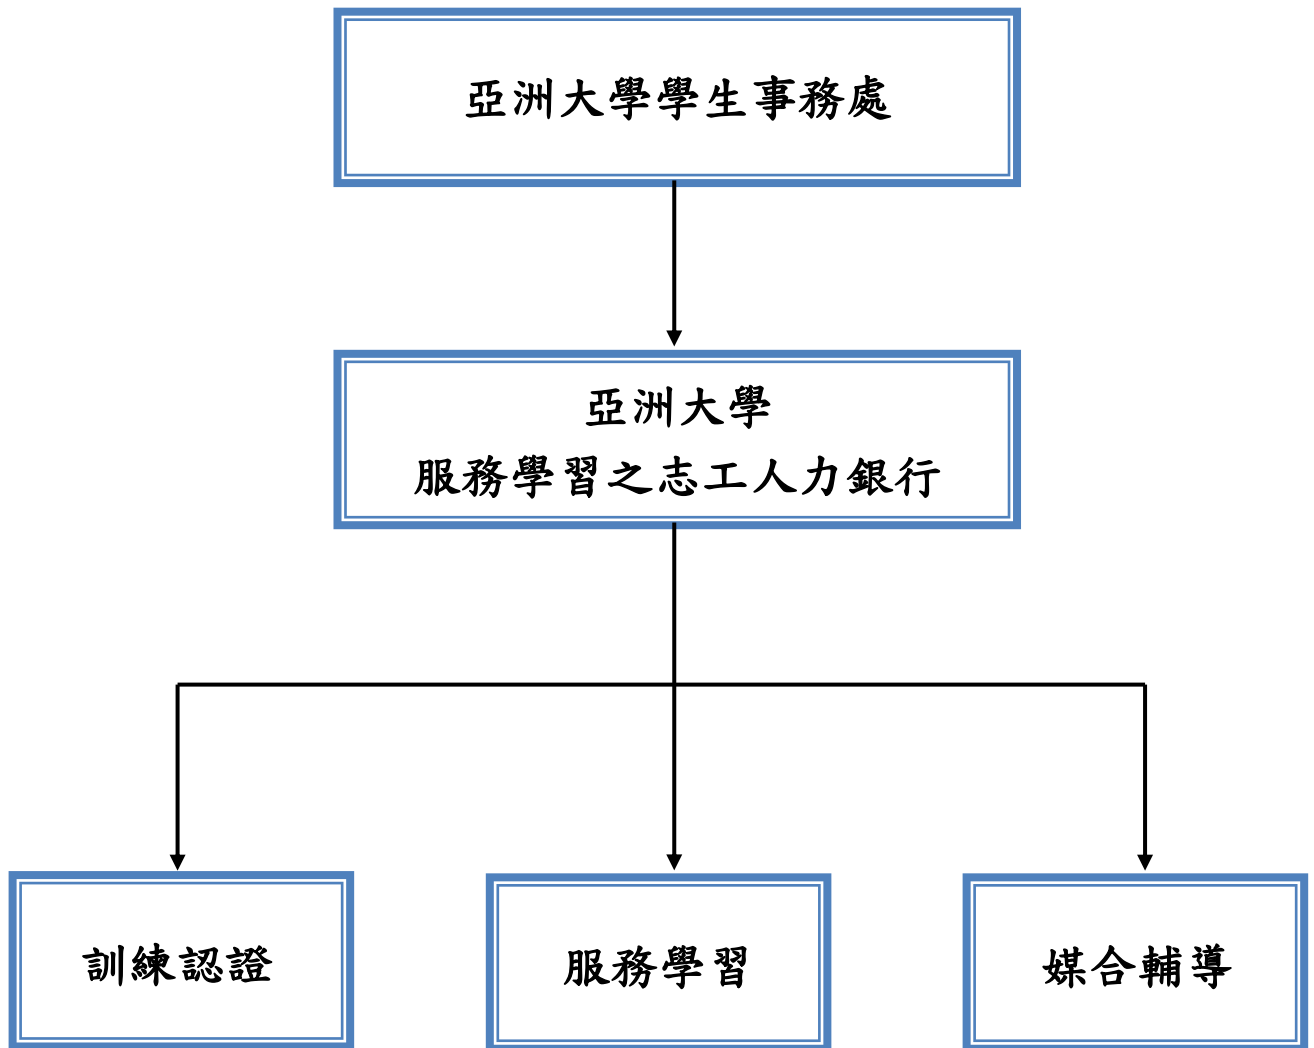 亞洲大學學生事務處
亞洲大學
服務學習之志工人力銀行
訓練認證
服務學習
媒合輔導